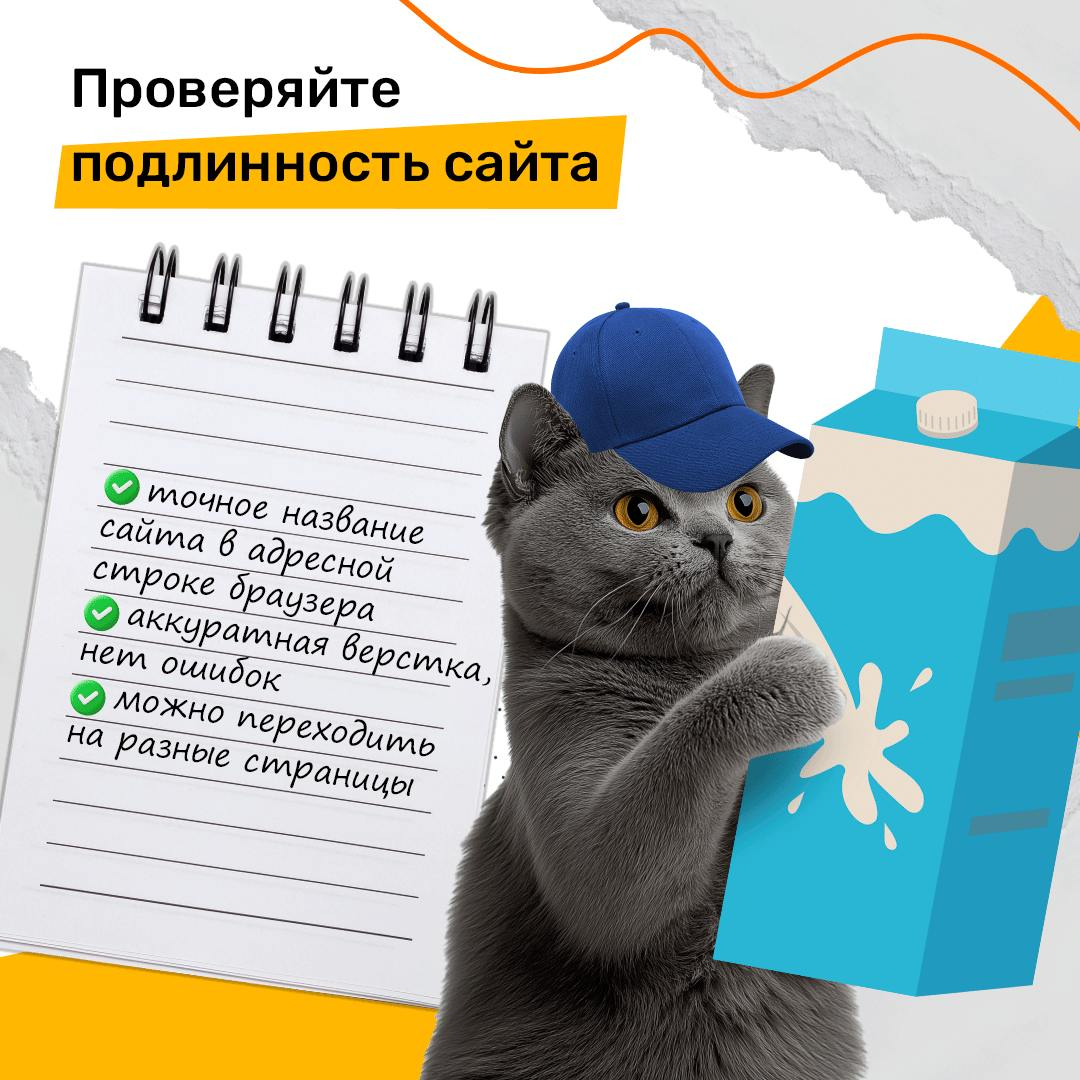 Проверяйте
подлинность сайта
точное название
сайта в адресной
строке браузера
аккуратная верстка,
нет ошибок
можно переходить
на разные страницы